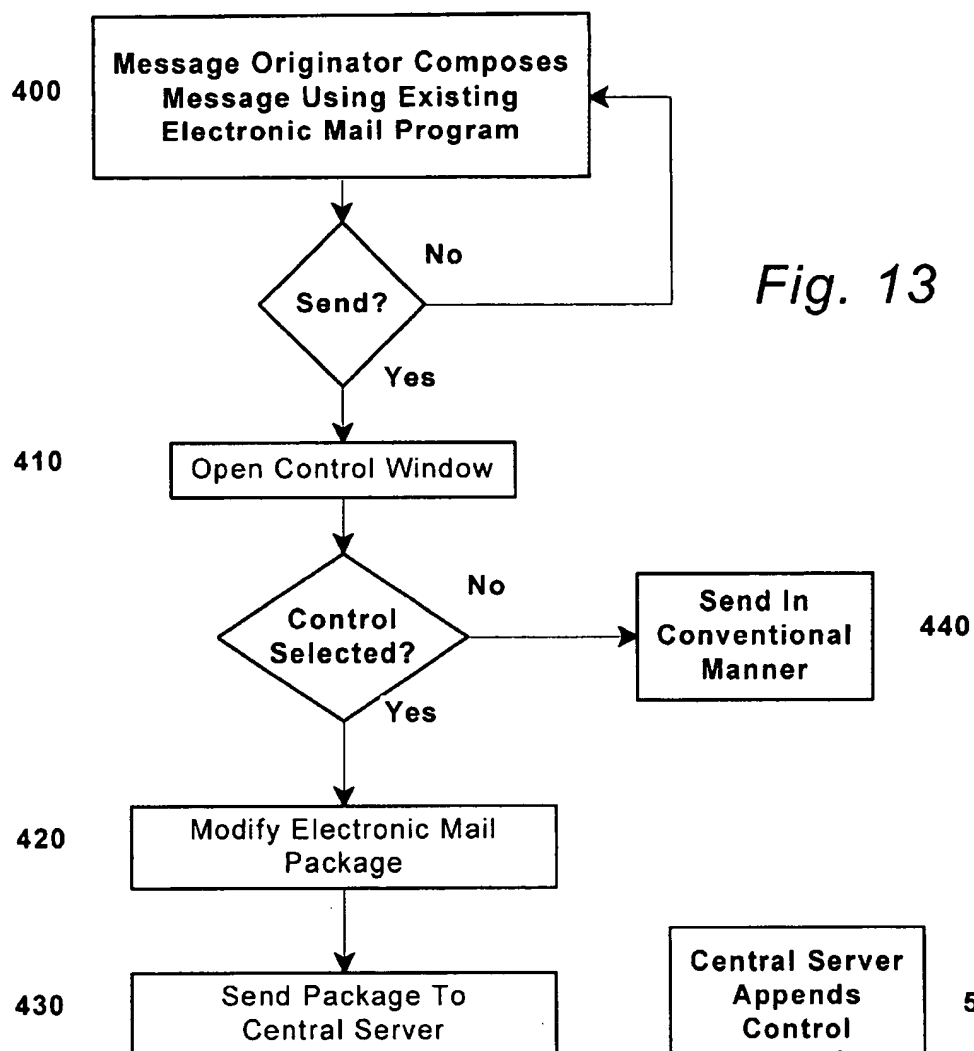 400
Message Originator Composes
Message Using Existing
Electronic Mail Program
No
Send?
Fig. 13
Yes
410
Open Control Window
No
Control
Selected?
Send In
Conventional
Manner
440
Yes
420
Modify Electronic Mail
Package
430
Send Package To
Central Server
Central Server
Appends
Control
5